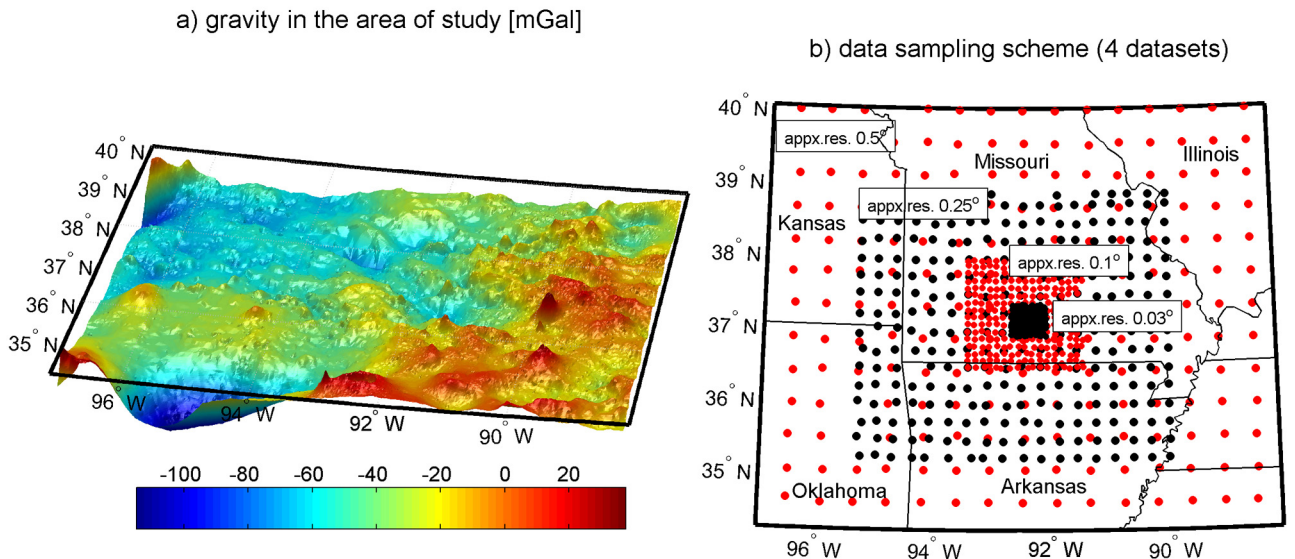 a) gravity in the area of study [mGal]
40° N
39° N
38° N
37° N
36° N
35° N
96° W
94° W
92° W
90° W
-100 -80 -60 -40 -20 0 20
b) data sampling scheme (4 datasets)
40° N
39° N
38° N
37° N
36° N
35° N
appx.res. 0.5°
Missouri
Illinois
appx.res. 0.25°
Kansas
appx.res. 0.1°
appx.res. 0.03°
Oklahoma
Arkansas
96° W
94° W
92° W
90° W